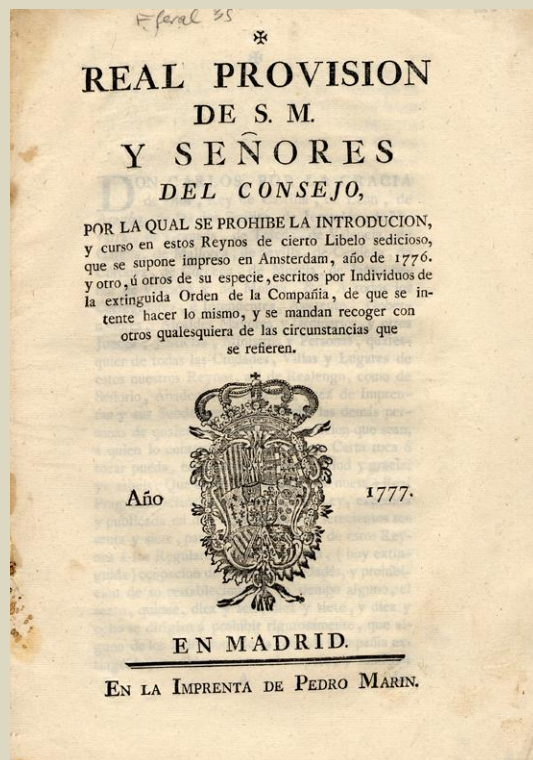 ✠
REAL PROVISION
DE S. M.
Y SEÑORES
DEL CONSEJO,
POR LA QUAL SE PROHIBE LA INTRODUCION,
y curso en estos Reynos de cierto Libelo sedicioso,
que se supone impreso en Amsterdam, año de 1776.
y otro, ú otros de su especie, escritos por Individuos de
la extinguida Orden de la Compañia, de que se in-
tente hacer lo mismo, y se mandan recoger con
otros qualesquiera de las circunstancias que
se refieren.
Año 1777.
EN MADRID.
EN LA IMPRENTA DE PEDRO MARIN.